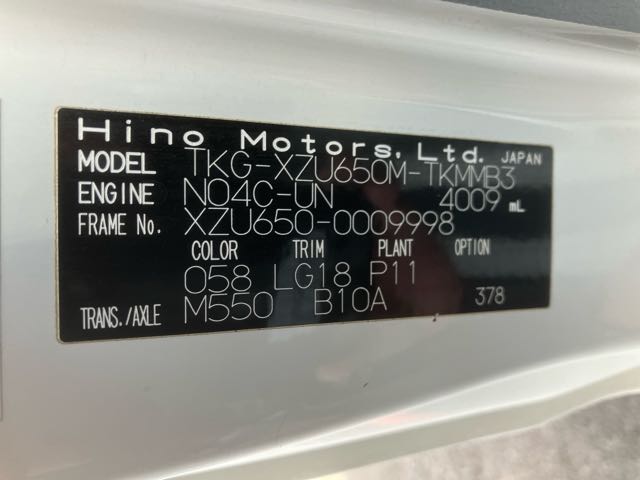 Hino Motors, Ltd. JAPAN
MODEL TKG-XZU650M-TKMMB3
ENGINE N04C-UN 4009 mL
FRAME No. XZU650-0009998
COLOR TRIM PLANT OPTION
058 LG18 P11
TRANS./AXLE M550 B10A 378